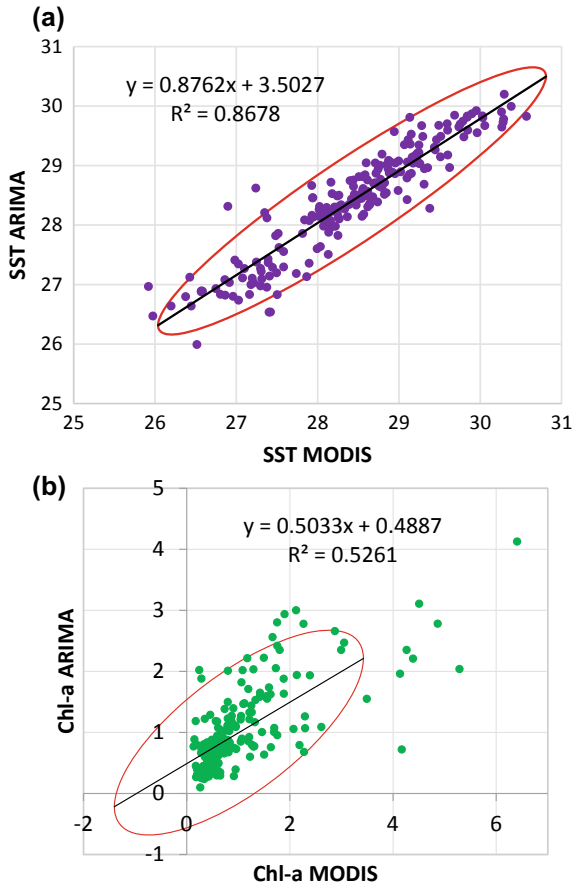 (a)
y = 0.8762x + 3.5027
R² = 0.8678
31
30
29
28
27
26
25
25 26 27 28 29 30 31
SST ARIMA
SST MODIS
(b)
y = 0.5033x + 0.4887
R² = 0.5261
5
4
3
2
1
0
-1
-2 0 2 4 6
Chl-a ARIMA
Chl-a MODIS